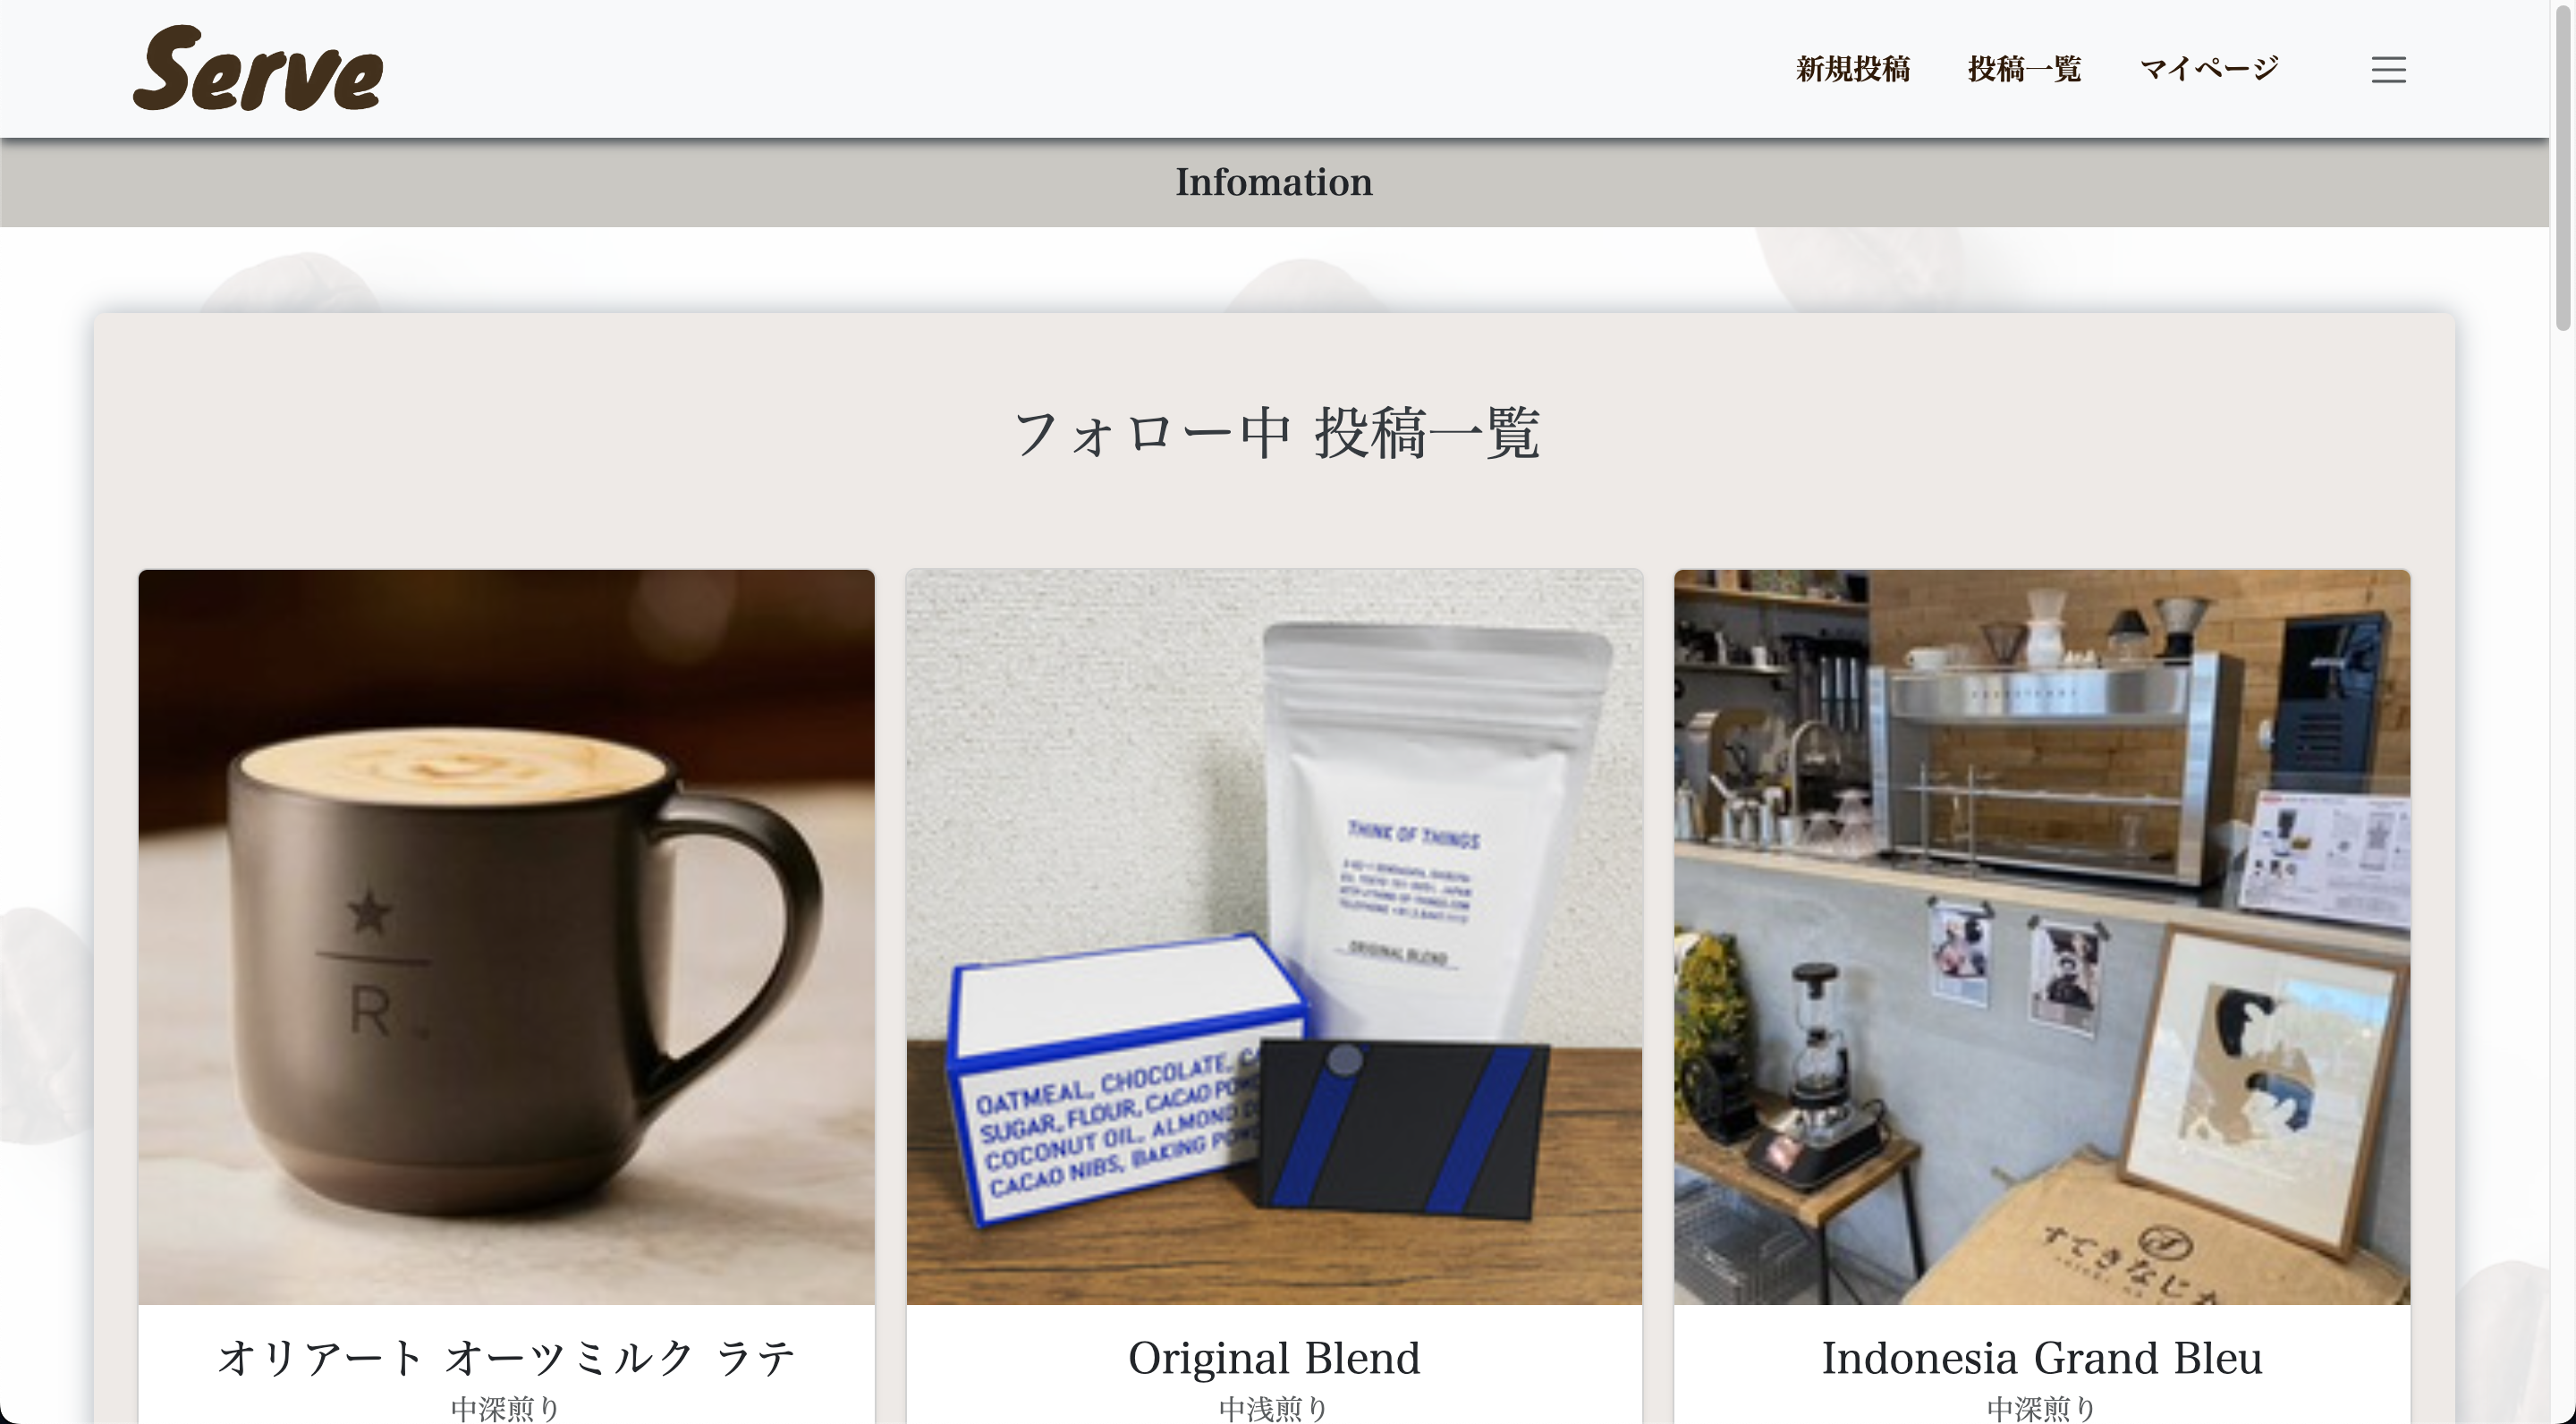 Serve
新規投稿
投稿一覧
マイページ
Infomation
フォロー中 投稿一覧
R
THINK OF THINGS
ORIGINAL BLEND
OATMEAL, CHOCOLATE,
SUGAR, FLOUR, CACAO
COCONUT OIL, ALMOND
CACAO NIBS, BAKING
すてきなじか
オリアート オーツミルク ラテ
Original Blend
Indonesia Grand Bleu
中深煎り
中浅煎り
中深煎り